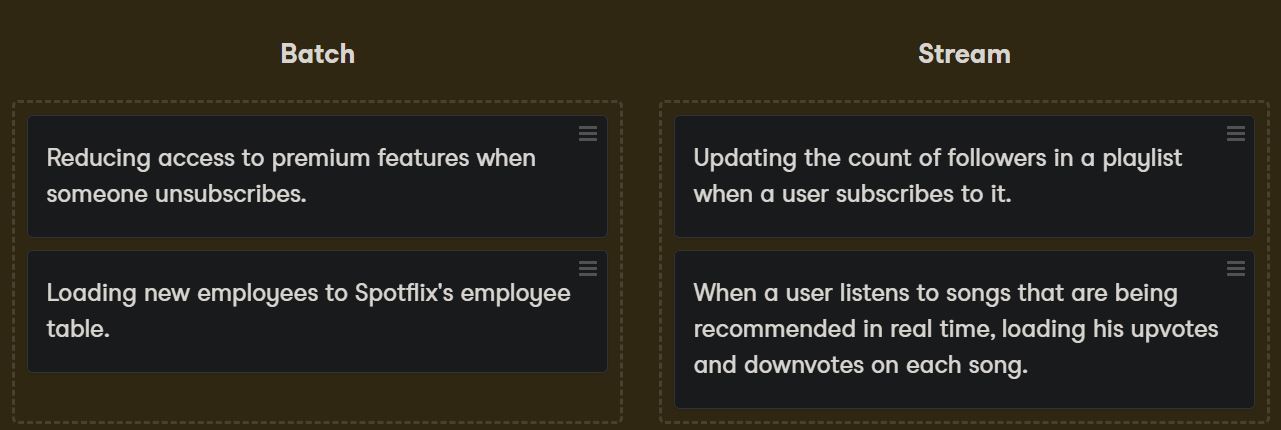 Batch
Reducing access to premium features when
someone unsubscribes.
Loading new employees to Spotflix's employee
table.
Stream
Updating the count of followers in a playlist
when a user subscribes to it.
When a user listens to songs that are being
recommended in real time, loading his upvotes
and downvotes on each song.